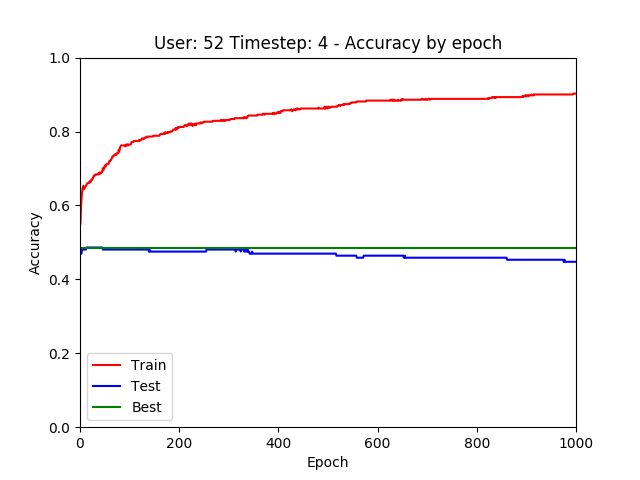 User: 52 Timestep: 4 - Accuracy by epoch
1.0
0.8
0.6
0.4
0.2
0.0
Accuracy
Train
Test
Best
0 200 400 600 800 1000
Epoch